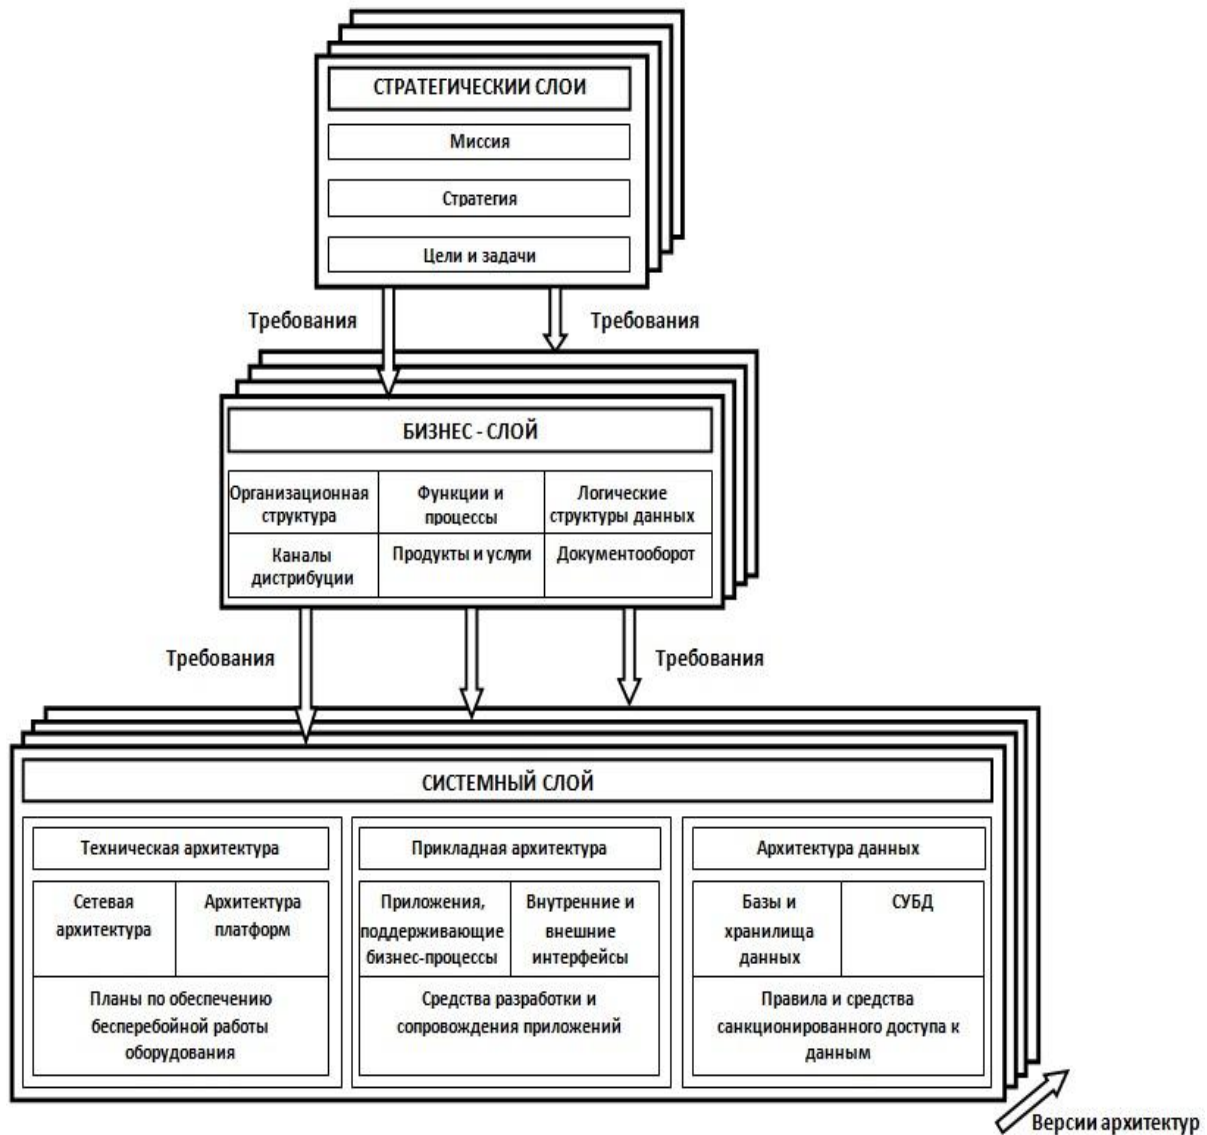 СТРАТЕГИЧЕСКИИ СЛОИ
Миссия
Стратегия
Цели и задачи
Требования
Требования
БИЗНЕС - СЛОЙ
Организационная
структура
Функции и
процессы
Логические
структуры данных
Каналы
дистрибуции
Продукты и услуги
Документооборот
Требования
Требования
СИСТЕМНЫЙ СЛОЙ
Техническая архитектура
Сетевая
архитектура
Архитектура
платформ
Планы по обеспечению
бесперебойной работы
оборудования
Прикладная архитектура
Приложения,
поддерживающие
бизнес-процессы
Внутренние и
внешние
интерфейсы
Средства разработки и
сопровождения приложений
Архитектура данных
Базы и
хранилища
данных
СУБД
Правила и средства
санкционированного доступа к
данным
Версии архитектур